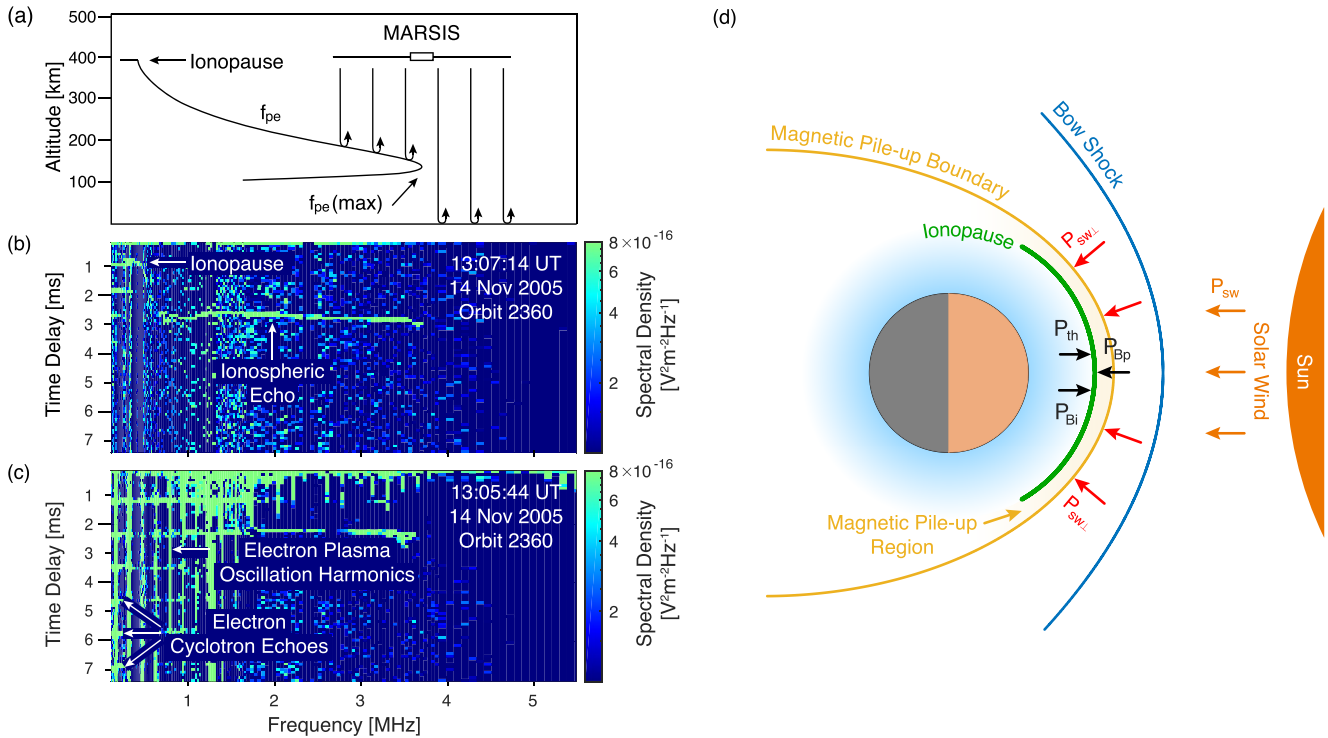 (a)
500
400
300
200
100
Altitude [km]
MARSIS
Ionopause
fpe
fpe(max)
(b)
1
2
3
4
5
6
7
Time Delay [ms]
Ionopause
13:07:14 UT
14 Nov 2005
Orbit 2360
Ionospheric
Echo
8×10-16
6
4
2
Spectral Density
[V2m-2Hz-1]
(c)
1
2
3
4
5
6
7
Time Delay [ms]
13:05:44 UT
14 Nov 2005
Orbit 2360
Electron Plasma
Oscillation Harmonics
Electron
Cyclotron Echoes
8×10-16
6
4
2
Spectral Density
[V2m-2Hz-1]
1
2
3
4
5
Frequency [MHz]
(d)
Magnetic Pile-up Boundary
Bow Shock
Ionopause
Psw⊥
Psw
Pth
PBp
PBi
Solar Wind
Sun
Psw⊥
Magnetic Pile-up
Region